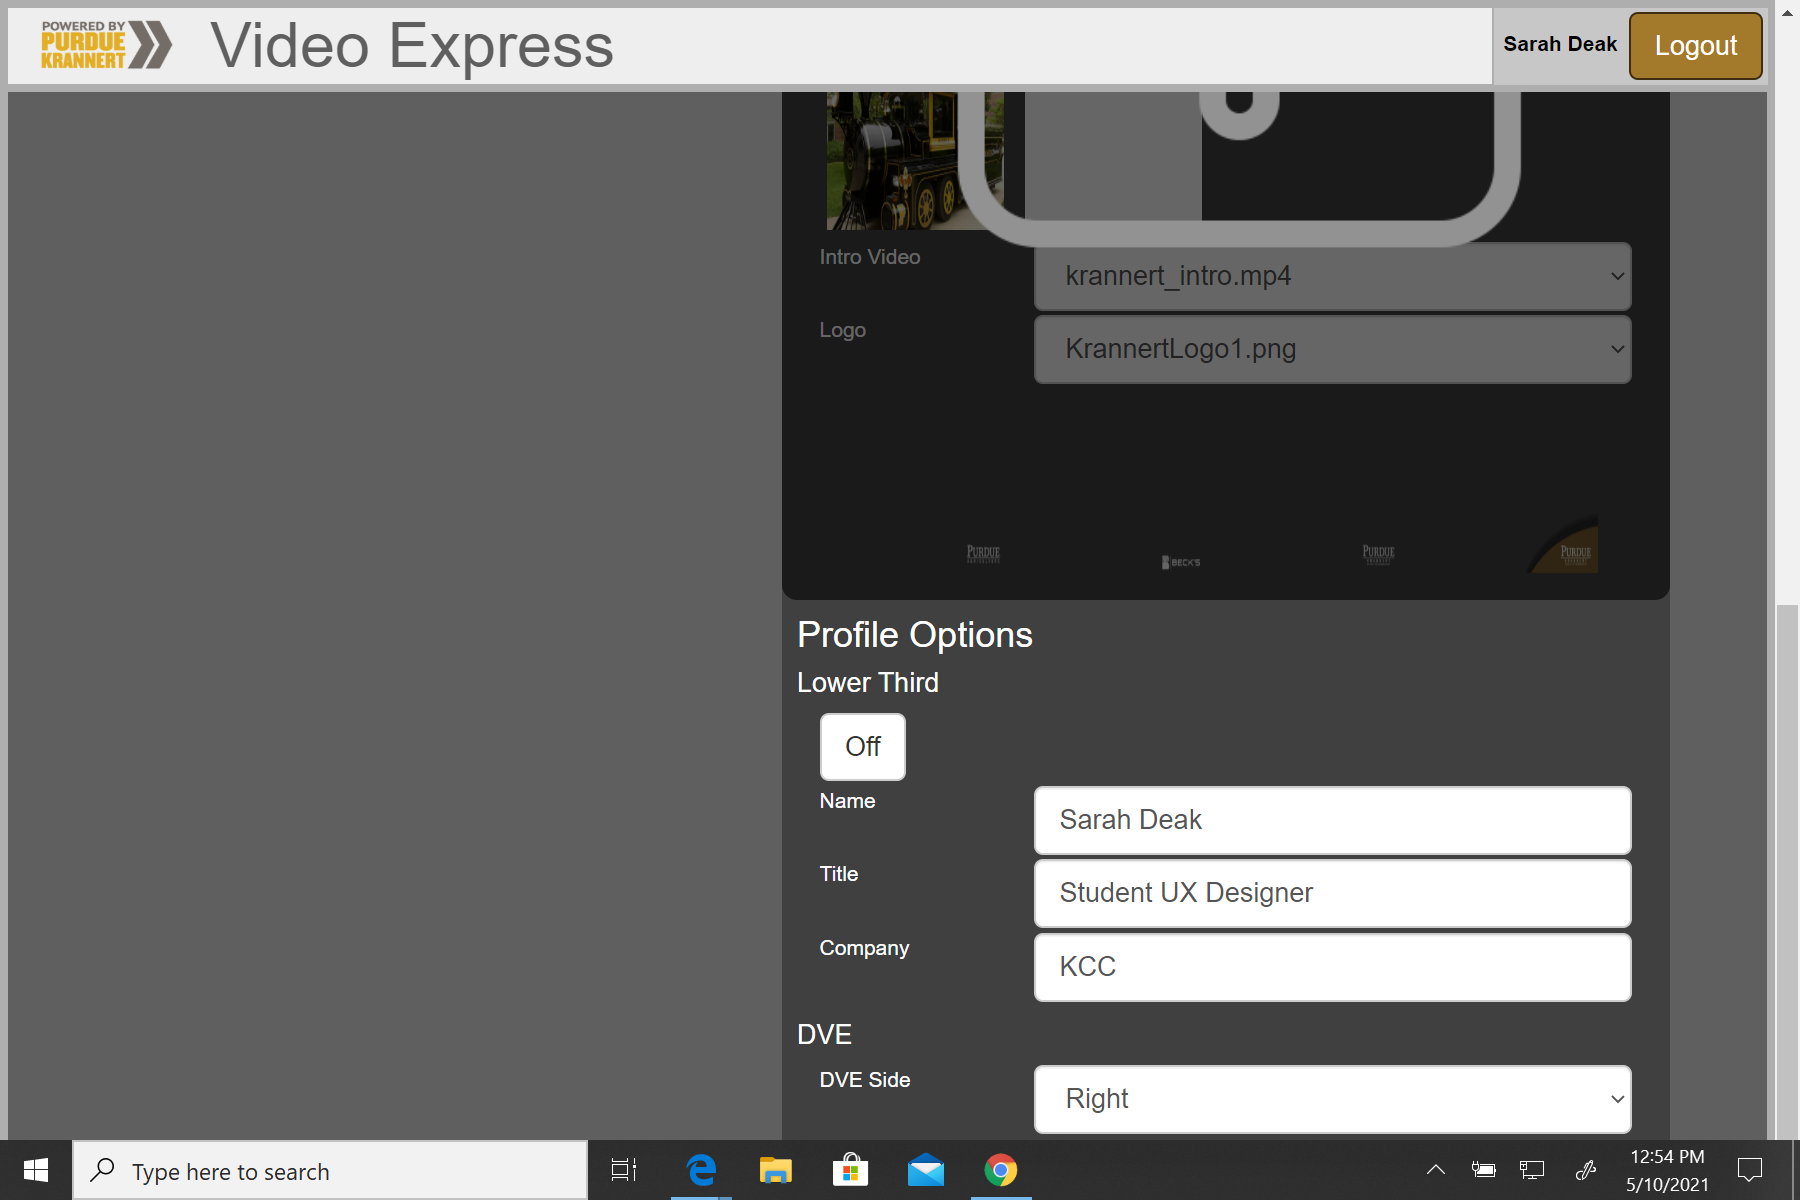 POWERED BY
PURDUE
KRANNERT
Video Express
Sarah Deak
Logout
Intro Video
krannert_intro.mp4
Logo
KrannertLogo1.png
PURDUE
BECK'S
PURDUE
PURDUE
Profile Options
Lower Third
Off
Name
Sarah Deak
Title
Student UX Designer
Company
KCC
DVE
DVE Side
Right
Type here to search
12:54 PM
5/10/2021